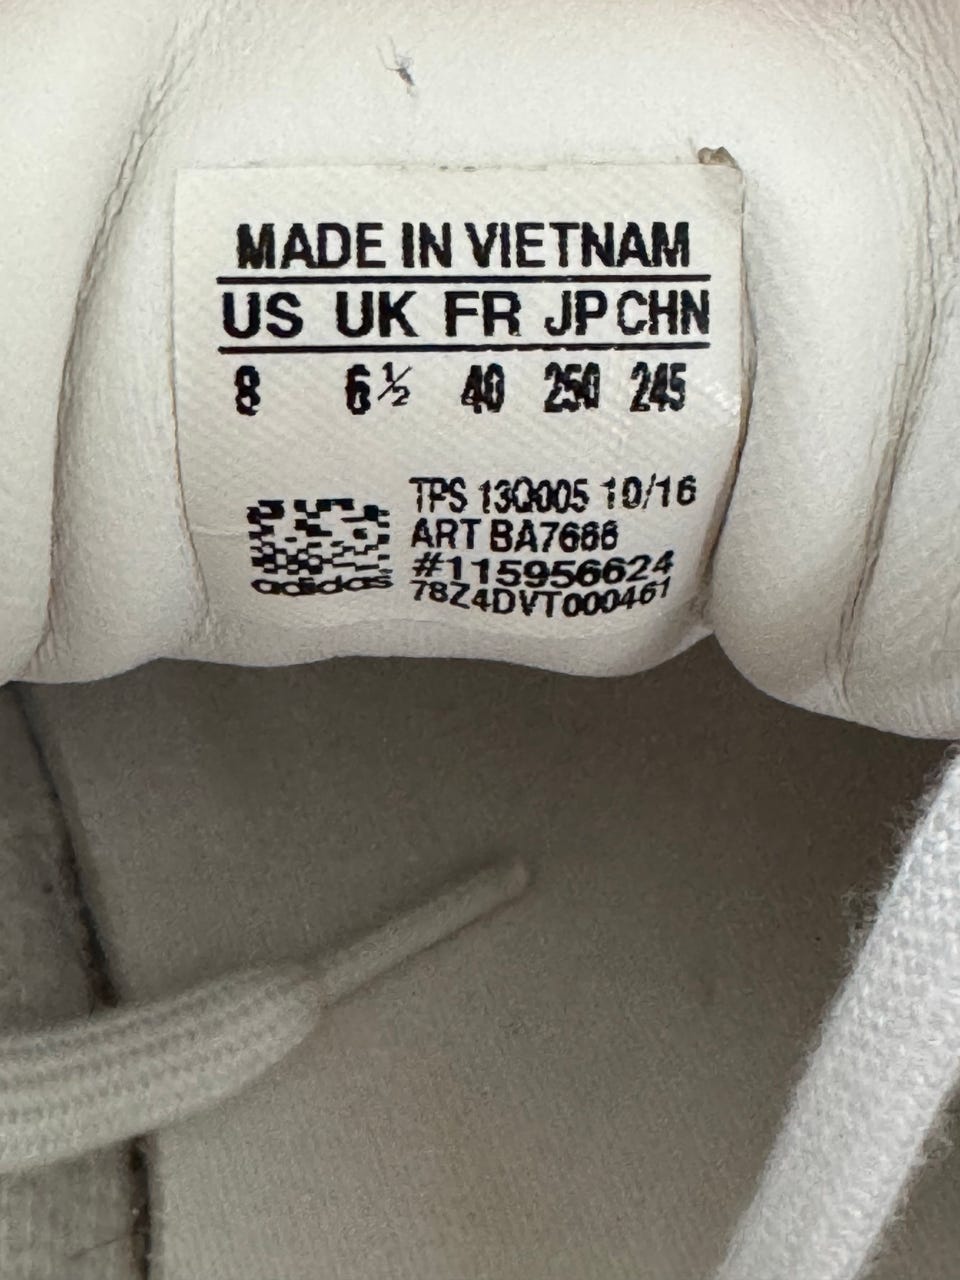 MADE IN VIETNAM
US UK FR JP CHN
8 6½ 40 250 245
TPS 13Q005 10/16
ART BA7666
#115956624
78Z4DVT000461
adidas